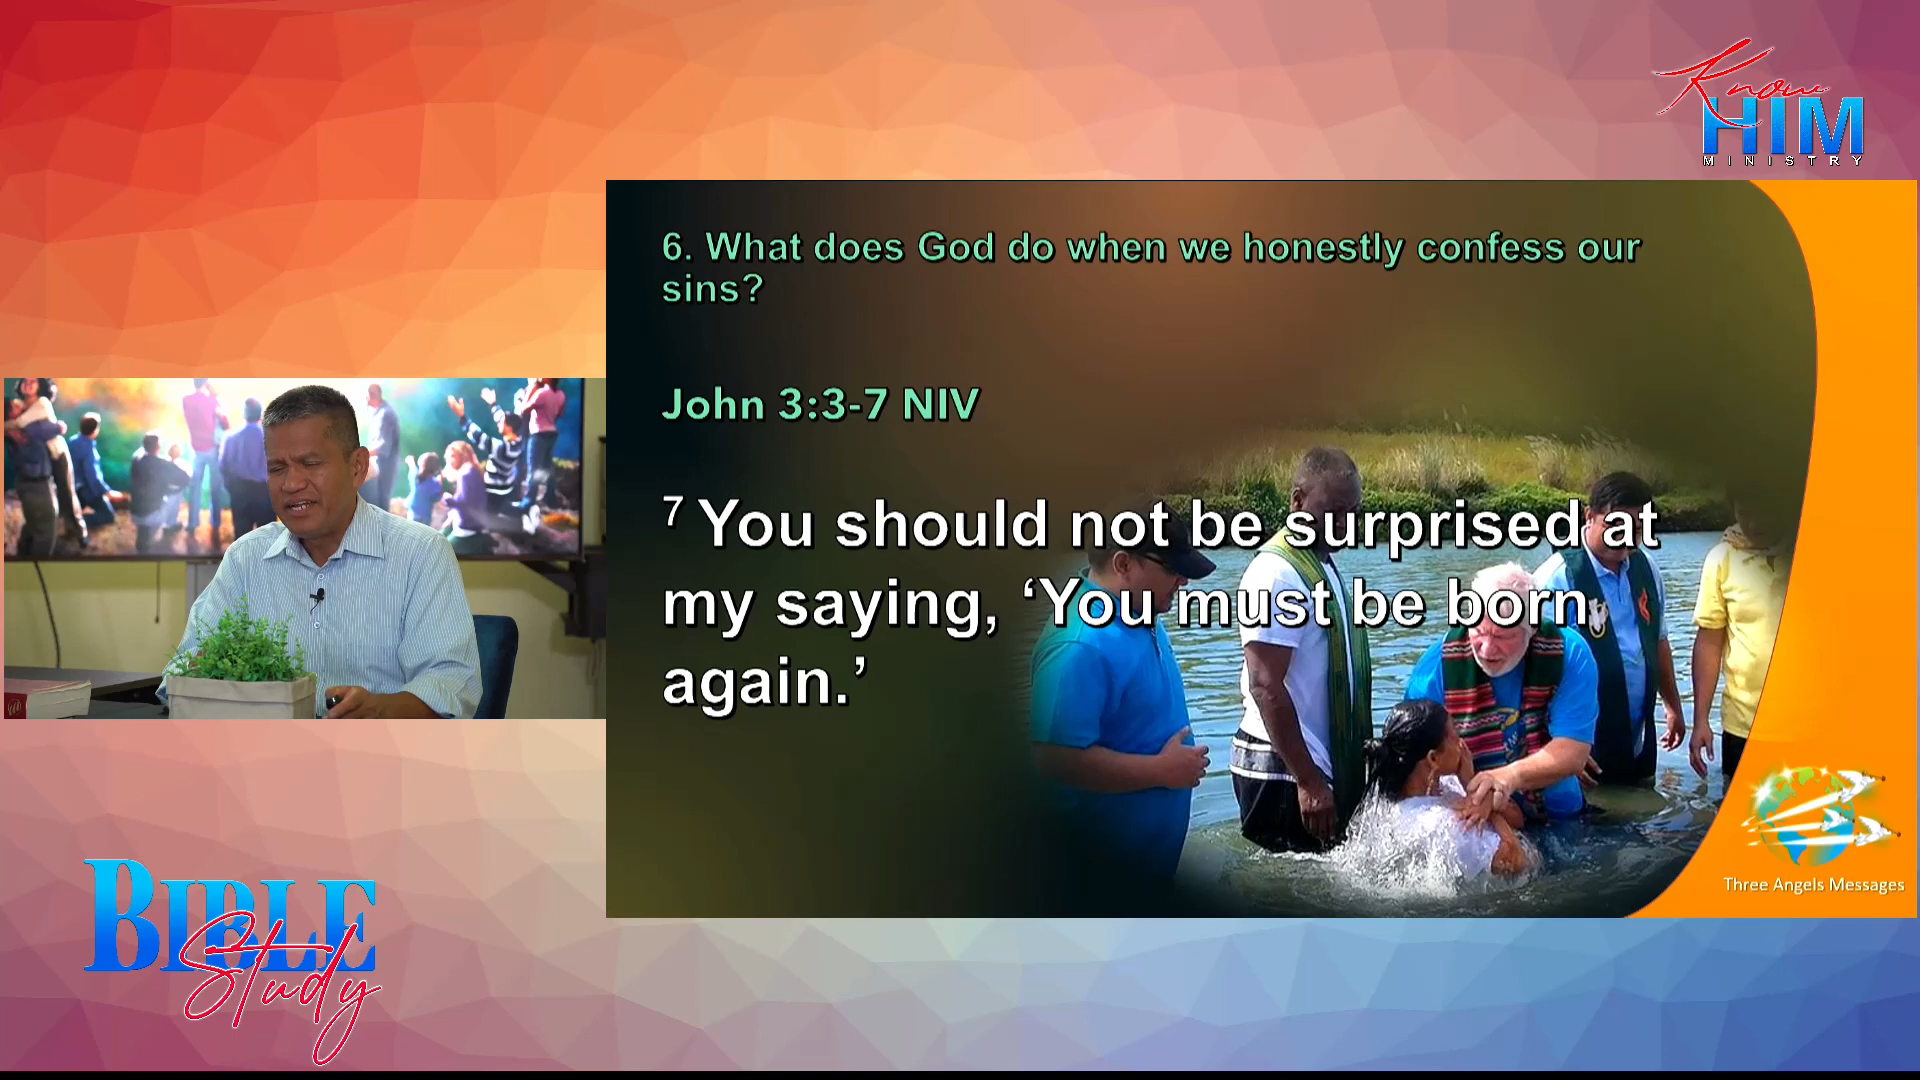 Know
HIM
MINISTRY
6. What does God do when we honestly confess our
sins?
John 3:3-7 NIV
7 You should not be surprised at
my saying, ‘You must be born
again.’
Three Angels Messages
BIBLE
Study